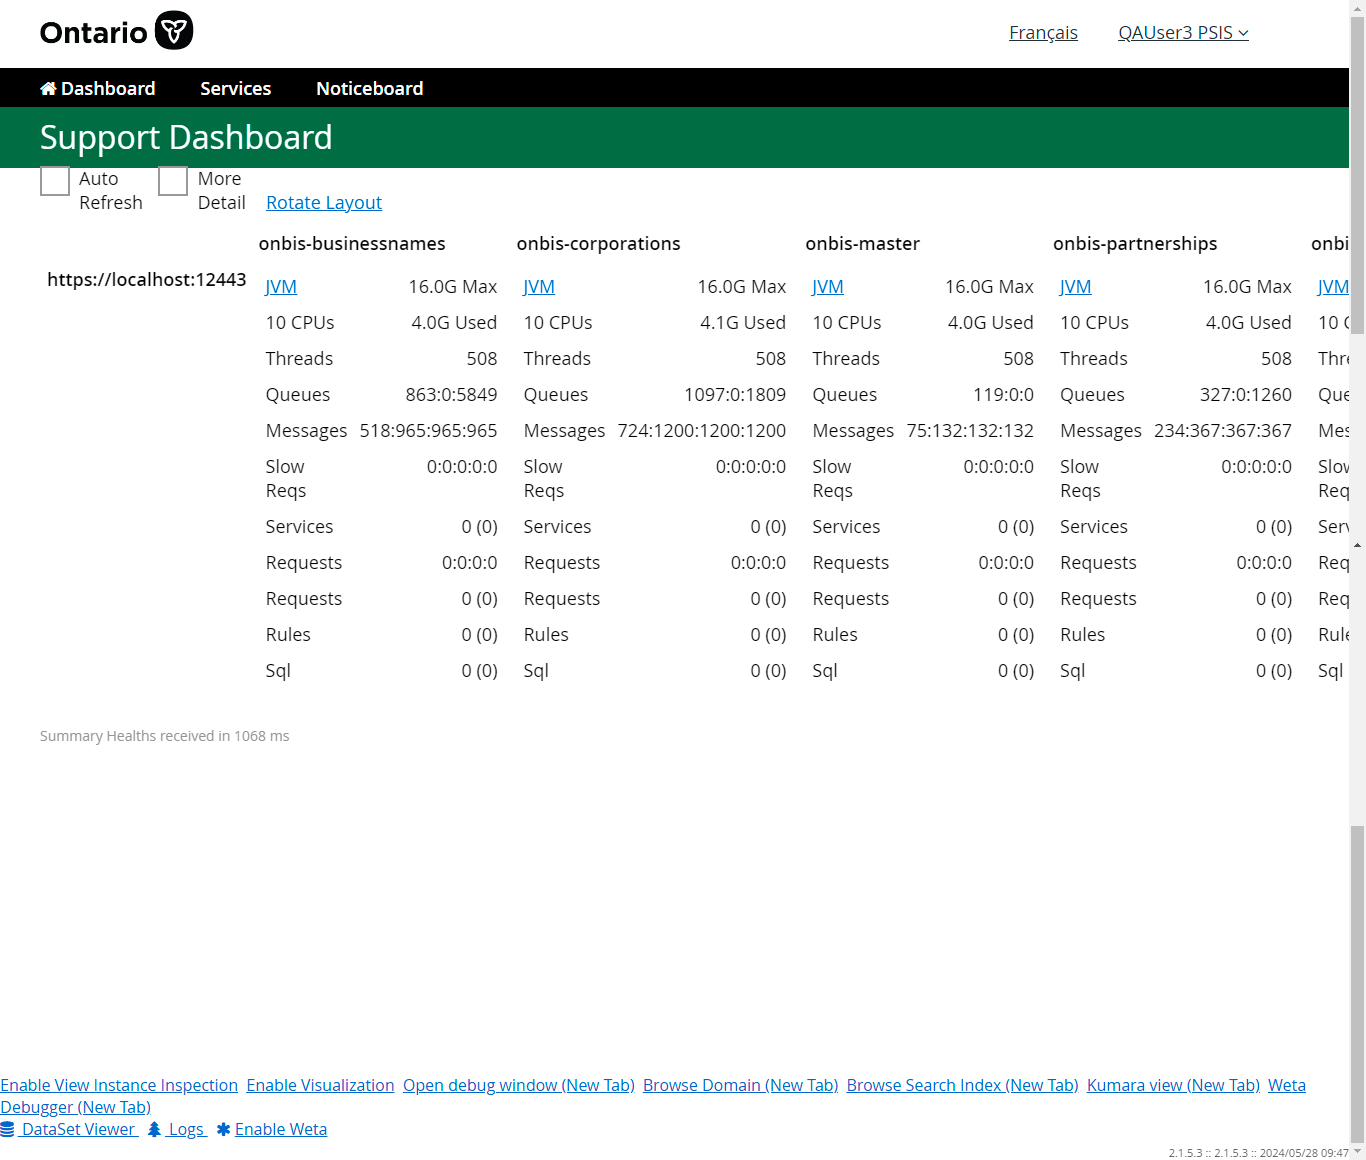 Ontario
Français QAUser3 PSIS
Dashboard Services Noticeboard
Support Dashboard
Auto Refresh More Detail Rotate Layout
onbis-businessnames onbis-corporations onbis-master onbis-partnerships onbi
https://localhost:12443
JVM 16.0G Max JVM 16.0G Max JVM 16.0G Max JVM 16.0G Max JVM
10 CPUs 4.0G Used 10 CPUs 4.1G Used 10 CPUs 4.0G Used 10 CPUs 4.0G Used 10 C
Threads 508 Threads 508 Threads 508 Threads 508 Thre
Queues 863:0:5849 Queues 1097:0:1809 Queues 119:0:0 Queues 327:0:1260 Que
Messages 518:965:965:965 Messages 724:1200:1200:1200 Messages 75:132:132:132 Messages 234:367:367:367 Mes
Slow Reqs 0:0:0:0:0 Slow Reqs 0:0:0:0:0 Slow Reqs 0:0:0:0:0 Slow Reqs 0:0:0:0:0 Slow Req
Services 0 (0) Services 0 (0) Services 0 (0) Services 0 (0) Serv
Requests 0:0:0:0 Requests 0:0:0:0 Requests 0:0:0:0 Requests 0:0:0:0 Req
Requests 0 (0) Requests 0 (0) Requests 0 (0) Requests 0 (0) Req
Rules 0 (0) Rules 0 (0) Rules 0 (0) Rules 0 (0) Rule
Sql 0 (0) Sql 0 (0) Sql 0 (0) Sql 0 (0) Sql
Summary Healths received in 1068 ms
Enable View Instance Inspection Enable Visualization Open debug window (New Tab) Browse Domain (New Tab) Browse Search Index (New Tab) Kumara view (New Tab) Weta
Debugger (New Tab)
DataSet Viewer Logs Enable Weta
2.1.5.3 :: 2.1.5.3 :: 2024/05/28 09:47